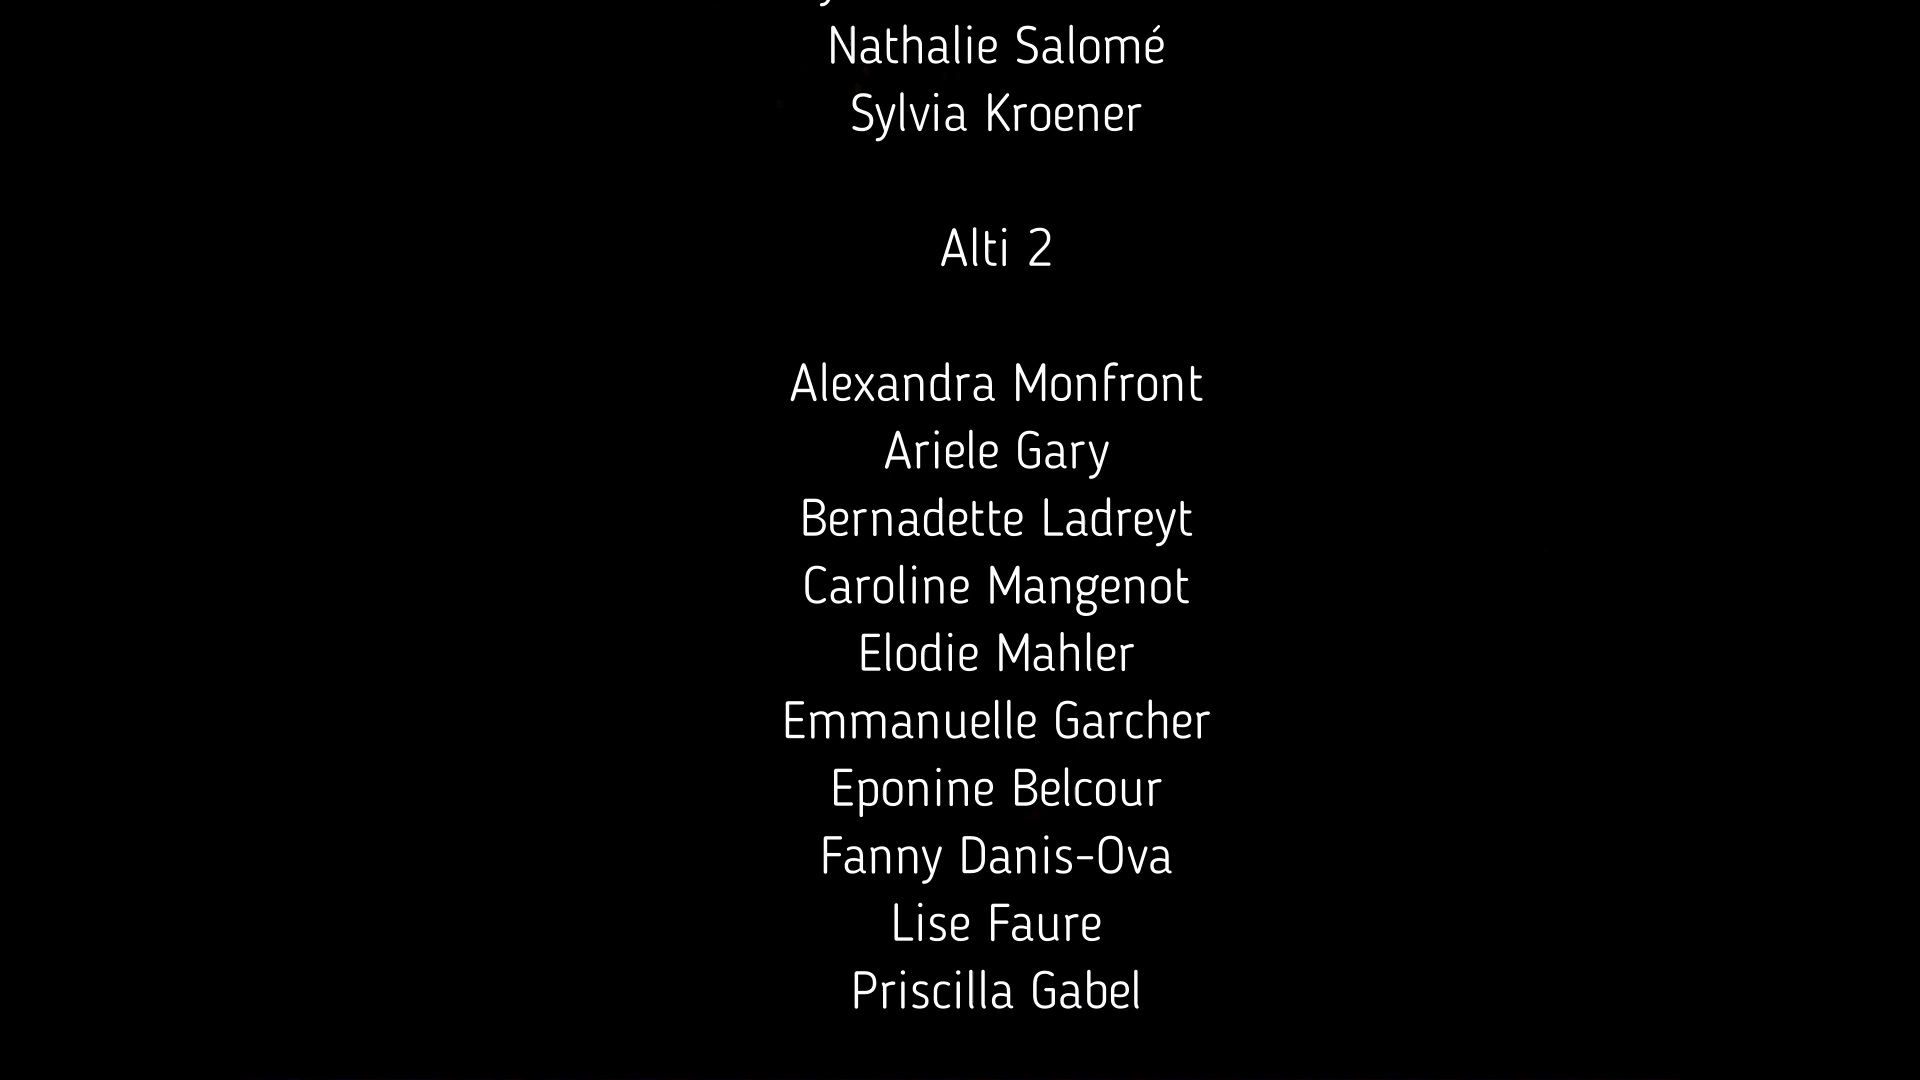 Nathalie Salomé
Sylvia Kroener
Alti 2
Alexandra Monfront
Ariele Gary
Bernadette Ladreyt
Caroline Mangenot
Elodie Mahler
Emmanuelle Garcher
Eponine Belcour
Fanny Danis-Ova
Lise Faure
Priscilla Gabel